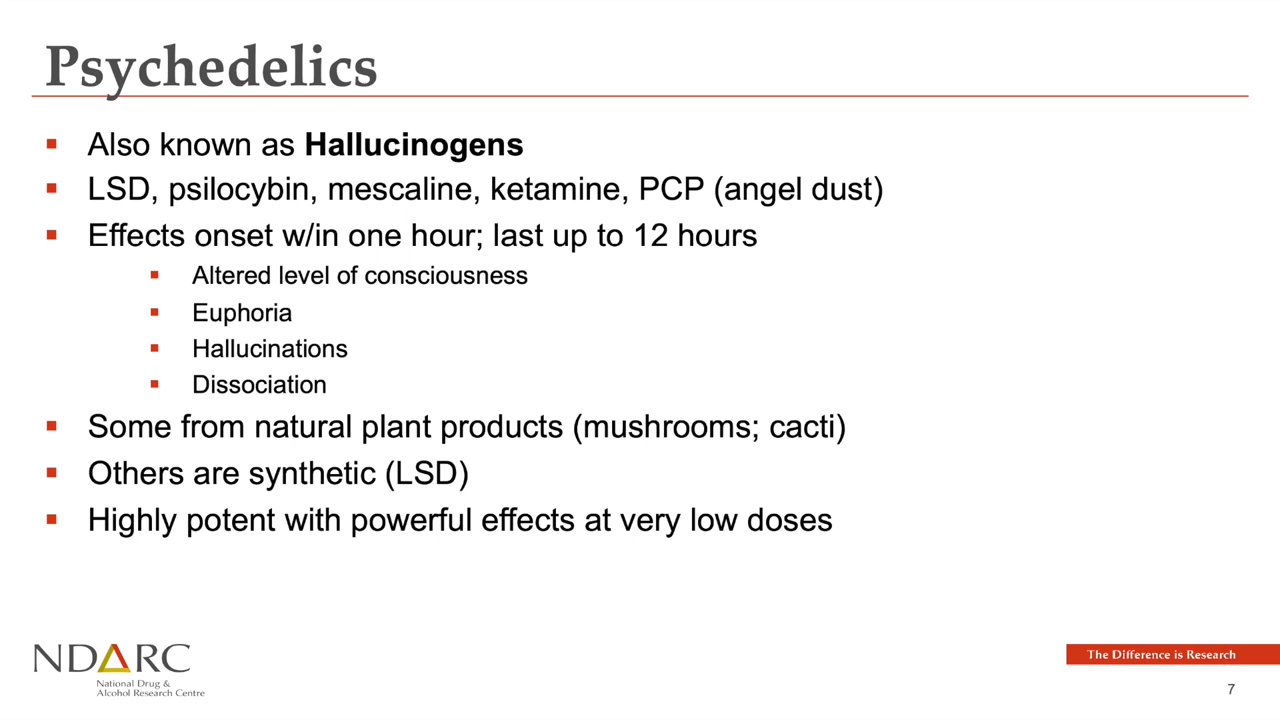 Psychedelics
▪ Also known as Hallucinogens
▪ LSD, psilocybin, mescaline, ketamine, PCP (angel dust)
▪ Effects onset w/in one hour; last up to 12 hours
▪ Altered level of consciousness
▪ Euphoria
▪ Hallucinations
▪ Dissociation
▪ Some from natural plant products (mushrooms; cacti)
▪ Others are synthetic (LSD)
▪ Highly potent with powerful effects at very low doses
NDARC
National Drug &
Alcohol Research Centre
The Difference is Research
7